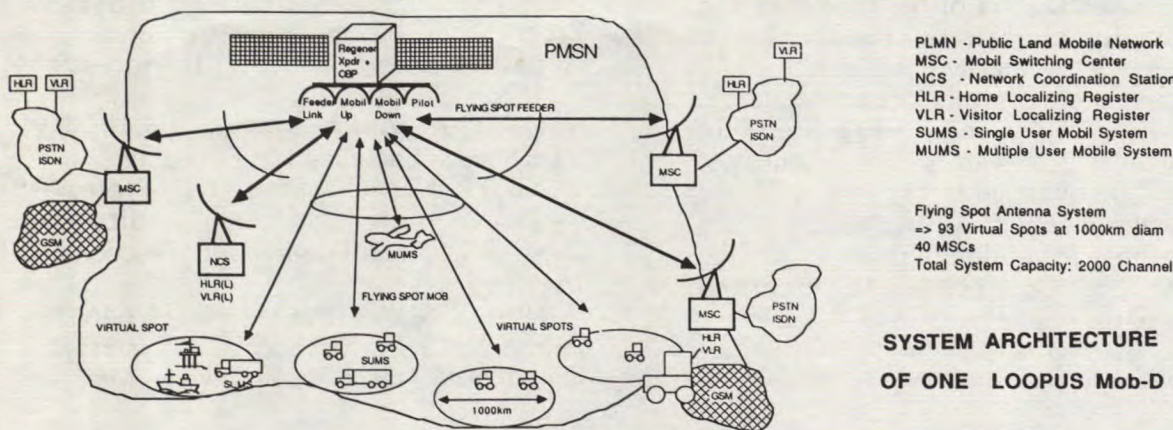 Regener
Xpdr +
CBP
PMSN
HLR
VLR
Feeder
Link
Mobil
Up
Mobil
Down
Pilot
FLYING SPOT FEEDER
PSTN
ISDN
MSC
GSM
NCS
HLR(L)
VLR(L)
MUMS
FLYING SPOT MOB
VIRTUAL SPOT
SUMS
SUMS
VIRTUAL SPOTS
1000km
HLR
VLR
PSTN
ISDN
MSC
MSC
HLR
VLR
PSTN
ISDN
GSM
PLMN - Public Land Mobile Network
MSC - Mobil Switching Center
NCS - Network Coordination Station
HLR - Home Localizing Register
VLR - Visitor Localizing Register
SUMS - Single User Mobil System
MUMS - Multiple User Mobile System
Flying Spot Antenna System
=> 93 Virtual Spots at 1000km diam
40 MSCs
Total System Capacity: 2000 Channel
SYSTEM ARCHITECTURE
OF ONE LOOPUS Mob-D